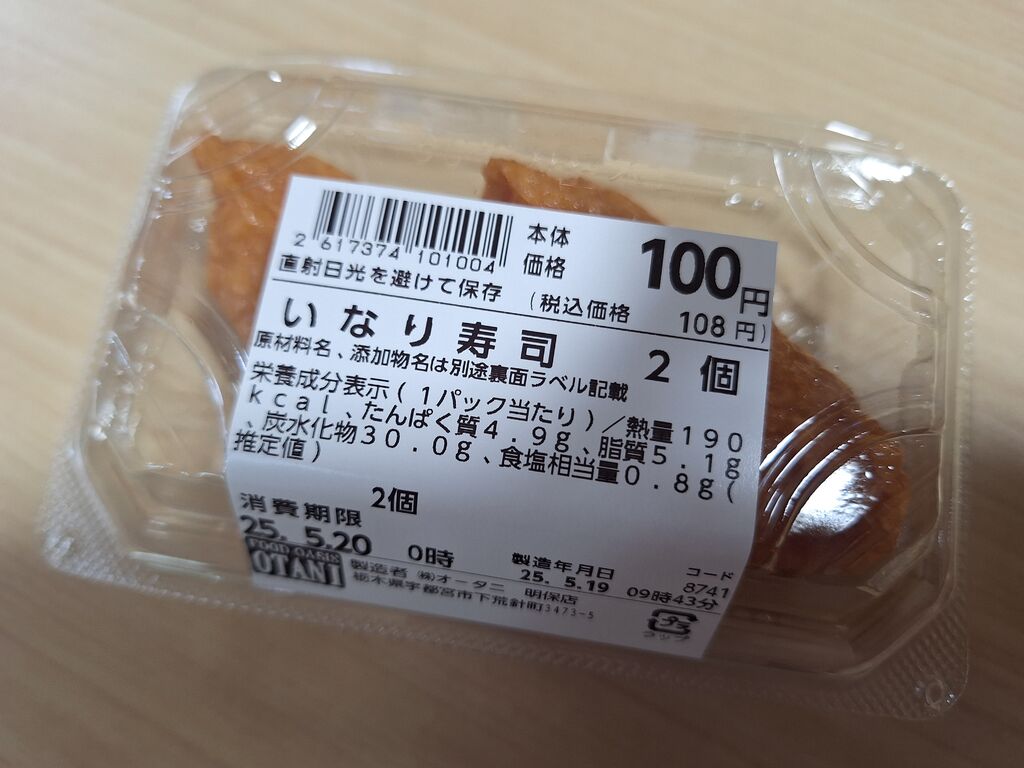 2 617374 101004
本体
価格
100円
直射日光を避けて保存
(税込価格 108円)
いなり寿司 2個
原材料名、添加物名は別途裏面ラベル記載
栄養成分表示(1パック当たり)/熱量190
kcal、たんぱく質4.9g、脂質5.1g
、炭水化物30.0g、食塩相当量0.8g(
推定値)
2個
消費期限
25. 5.20 0時
製造年月日
25. 5.19 09時43分
コード
8741
FOOD OASIS
OTANI
製造者 ㈱オータニ 明保店
栃木県宇都宮市下荒針町3473-5
プラ
コップ